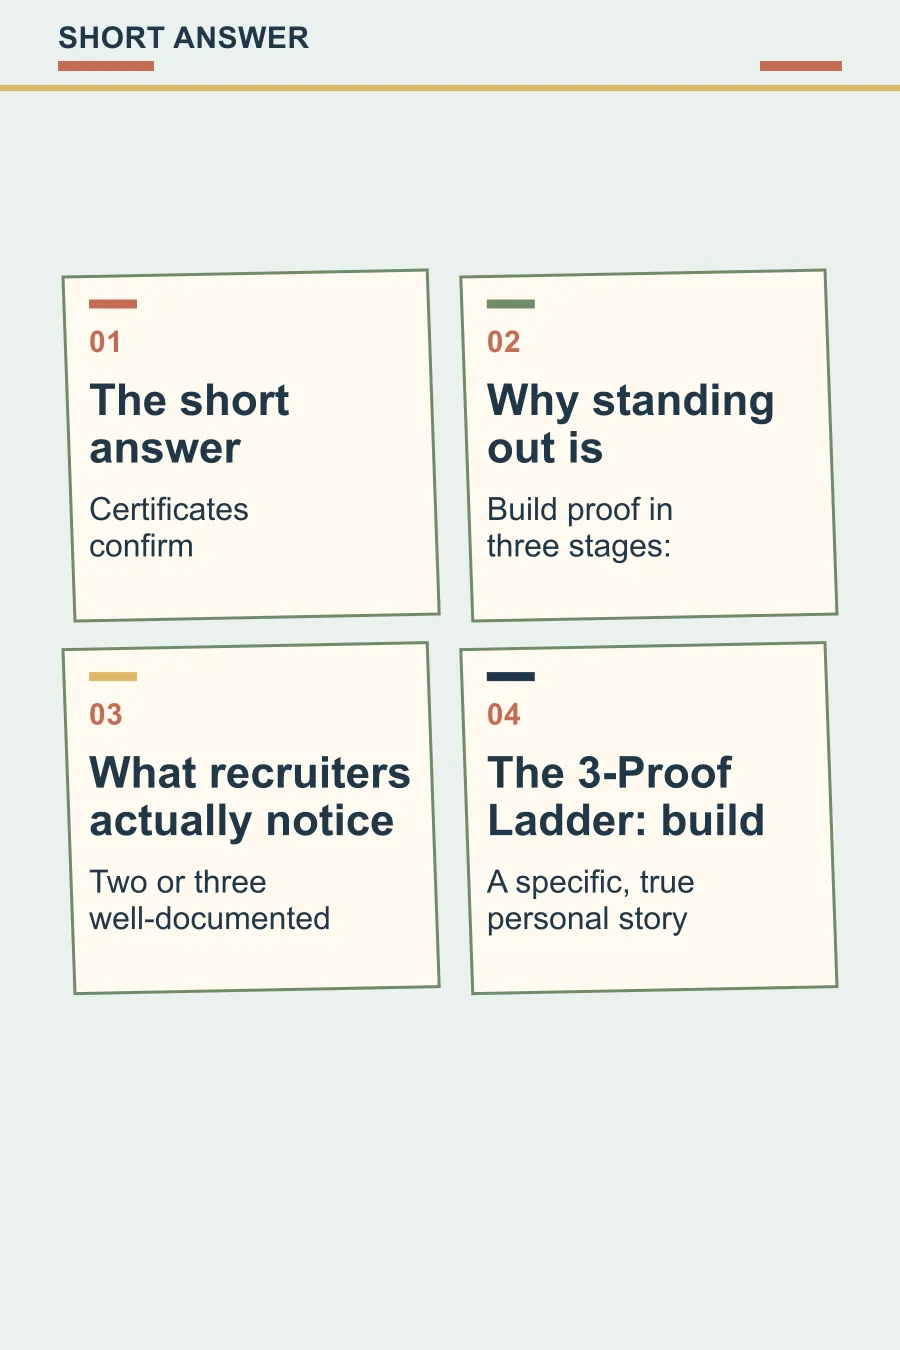 SHORT ANSWER
01
The short
answer
Certificates
confirm
02
Why standing
out is
Build proof in
three stages:
03
What recruiters
actually notice
Two or three
well-documented
04
The 3-Proof
Ladder: build
A specific, true
personal story